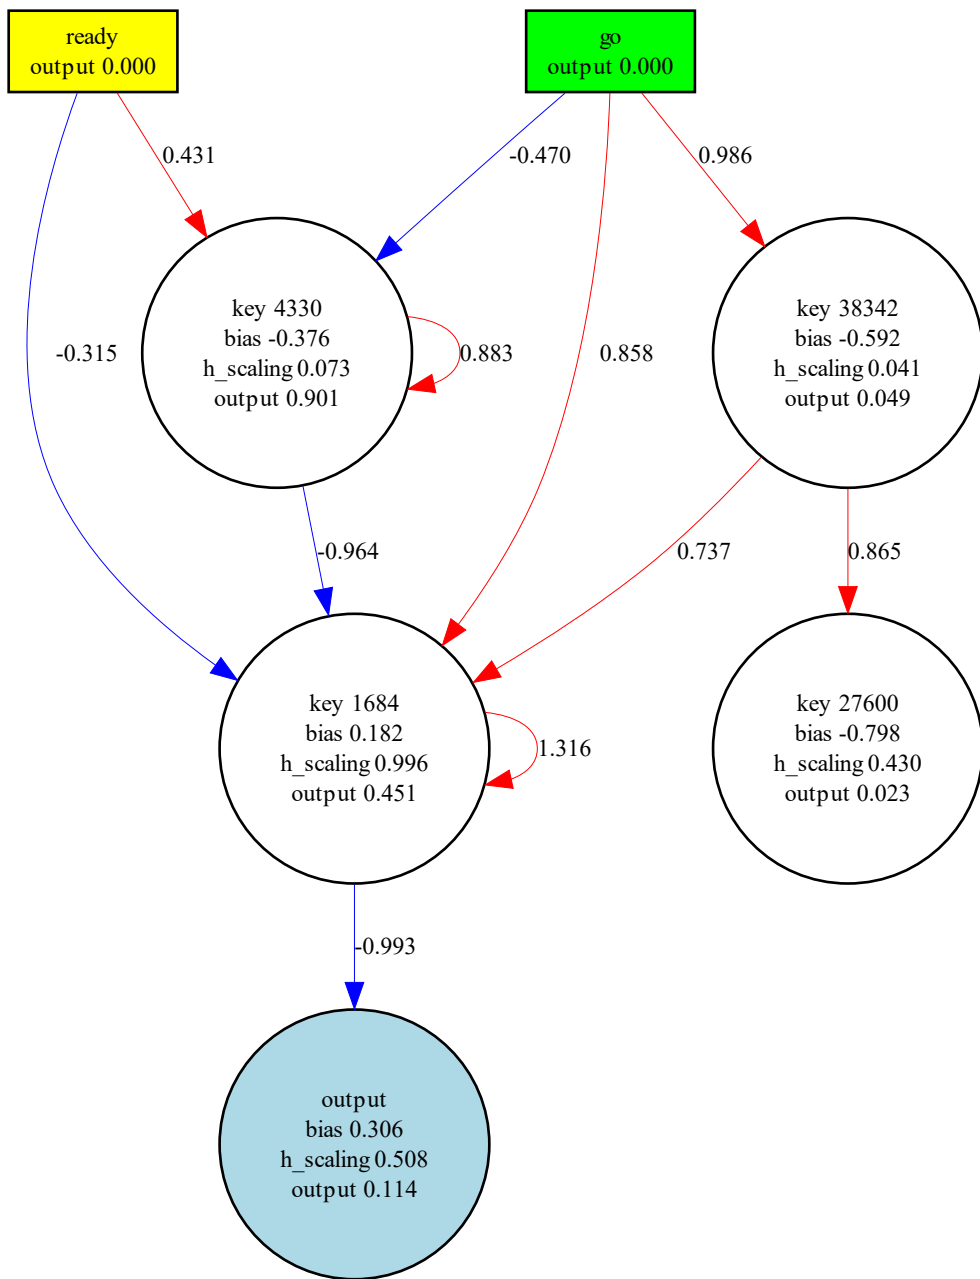 ready
output 0.000
go
output 0.000
0.431
-0.470
0.986
key 4330
bias -0.376
h_scaling 0.073
output 0.901
key 38342
bias -0.592
h_scaling 0.041
output 0.049
-0.315
0.883
0.858
-0.964
0.737
0.865
key 1684
bias 0.182
h_scaling 0.996
output 0.451
1.316
key 27600
bias -0.798
h_scaling 0.430
output 0.023
-0.993
output
bias 0.306
h_scaling 0.508
output 0.114